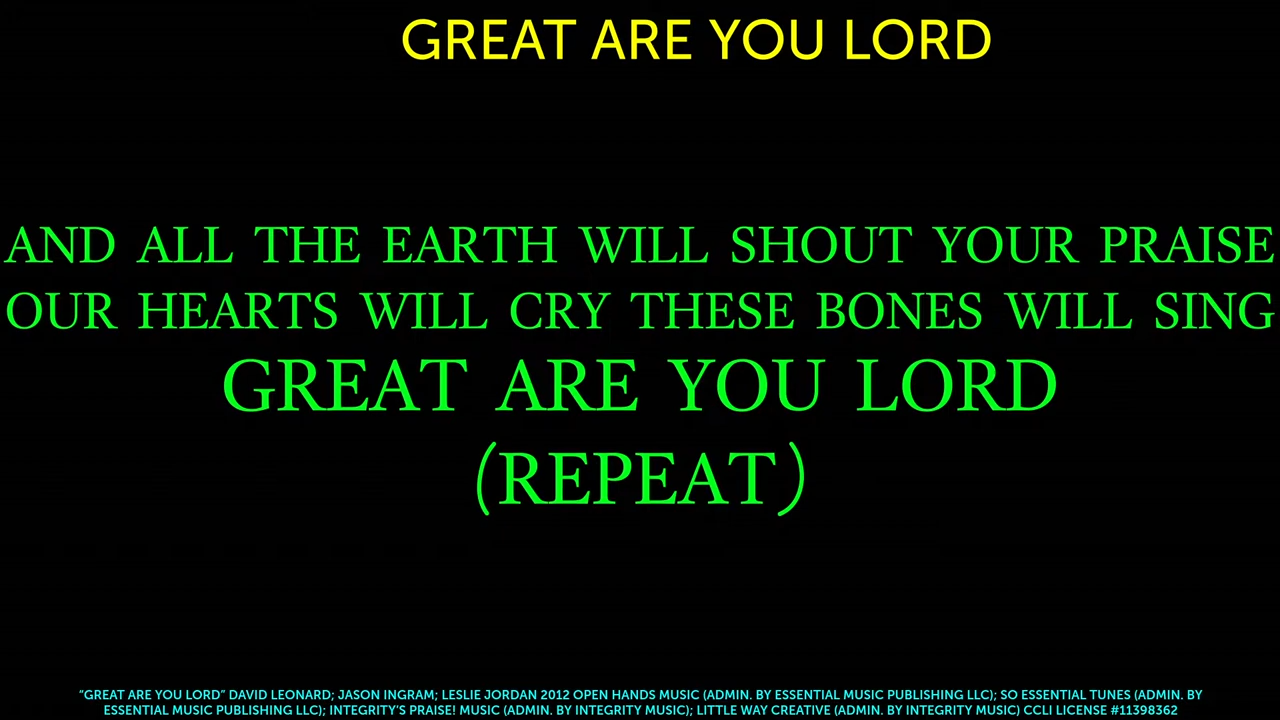 GREAT ARE YOU LORD
AND ALL THE EARTH WILL SHOUT YOUR PRAISE
OUR HEARTS WILL CRY THESE BONES WILL SING
GREAT ARE YOU LORD
(REPEAT)
“GREAT ARE YOU LORD” DAVID LEONARD; JASON INGRAM; LESLIE JORDAN 2012 OPEN HANDS MUSIC (ADMIN. BY ESSENTIAL MUSIC PUBLISHING LLC); SO ESSENTIAL TUNES (ADMIN. BY
ESSENTIAL MUSIC PUBLISHING LLC); INTEGRITY'S PRAISE! MUSIC (ADMIN. BY INTEGRITY MUSIC); LITTLE WAY CREATIVE (ADMIN. BY INTEGRITY MUSIC) CCLI LICENSE #11398362